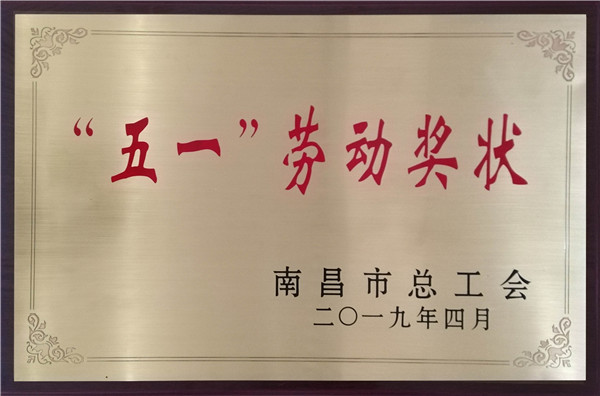 “五一”劳动奖状
南昌市总工会
二〇一九年四月